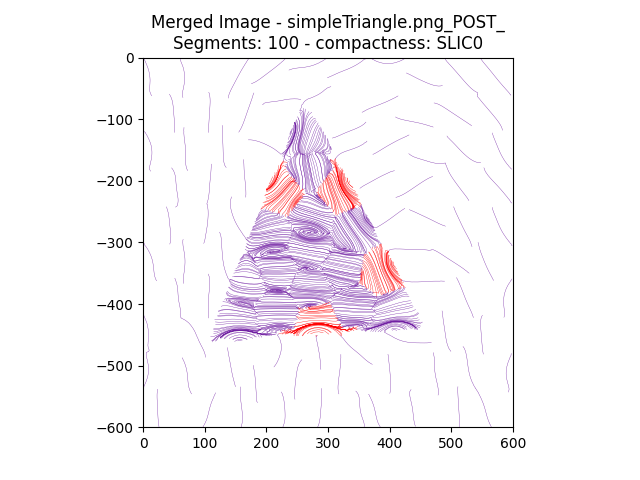 Merged Image - simpleTriangle.png_POST_
Segments: 100 - compactness: SLIC0
0
−100
−200
−300
−400
−500
−600
0 100 200 300 400 500 600